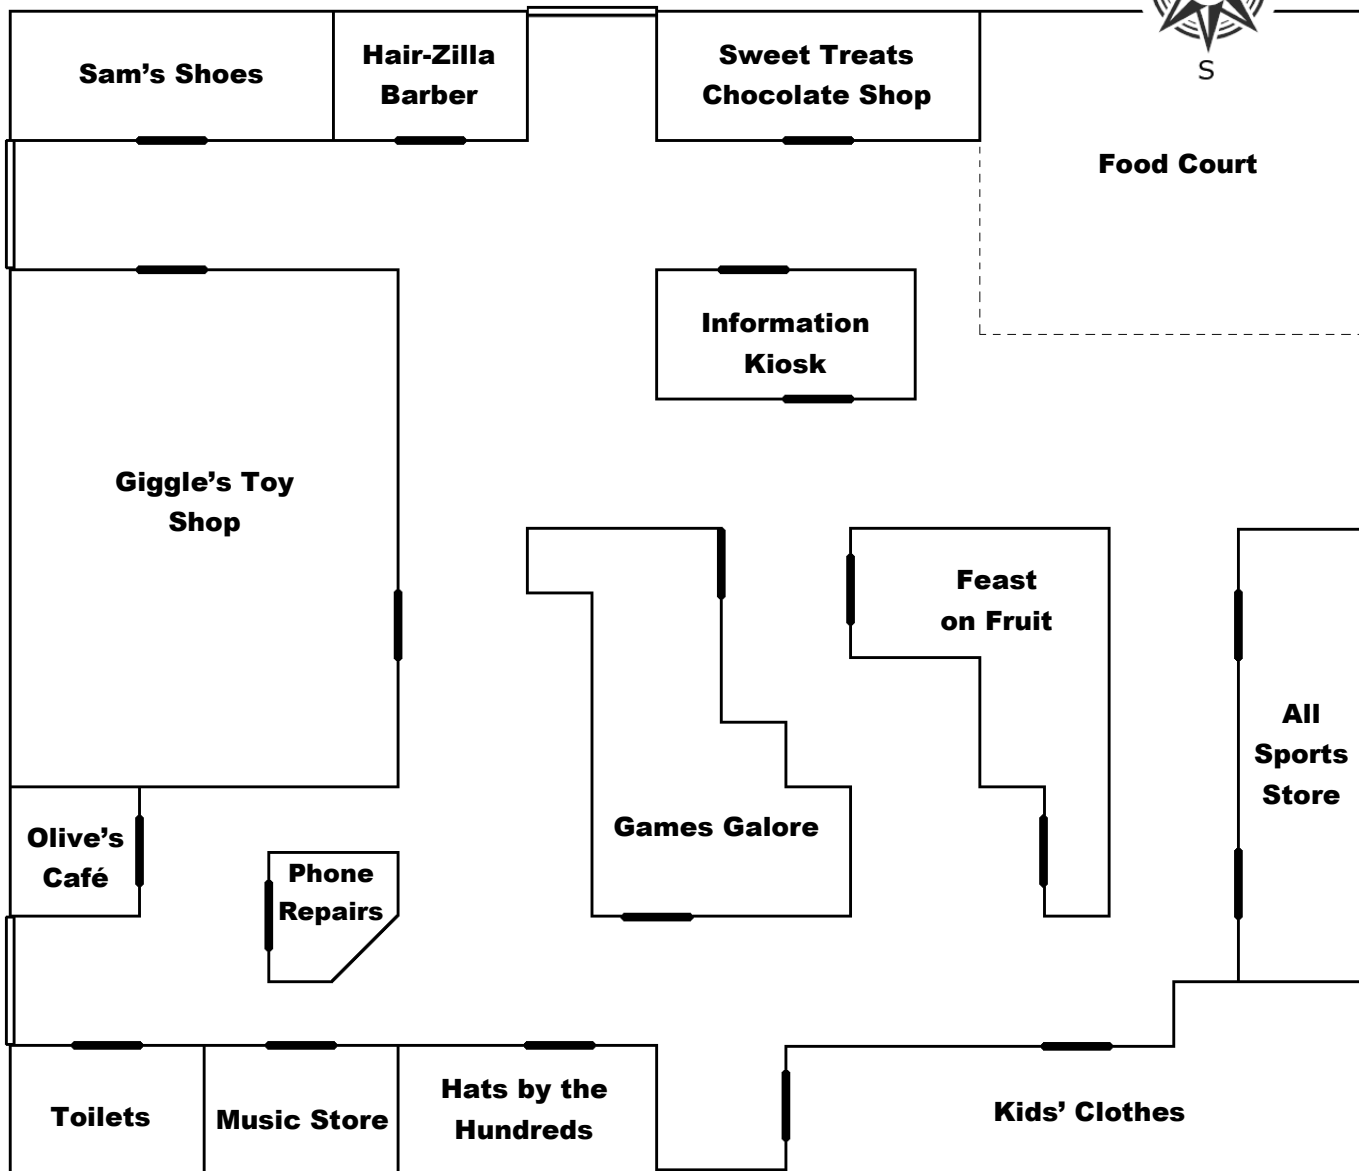 S
Sam’s Shoes
Hair-Zilla
Barber
Sweet Treats
Chocolate Shop
Food Court
Information
Kiosk
Giggle’s Toy
Shop
Feast
on Fruit
All
Sports
Store
Olive’s
Café
Phone
Repairs
Games Galore
Toilets
Music Store
Hats by the
Hundreds
Kids’ Clothes